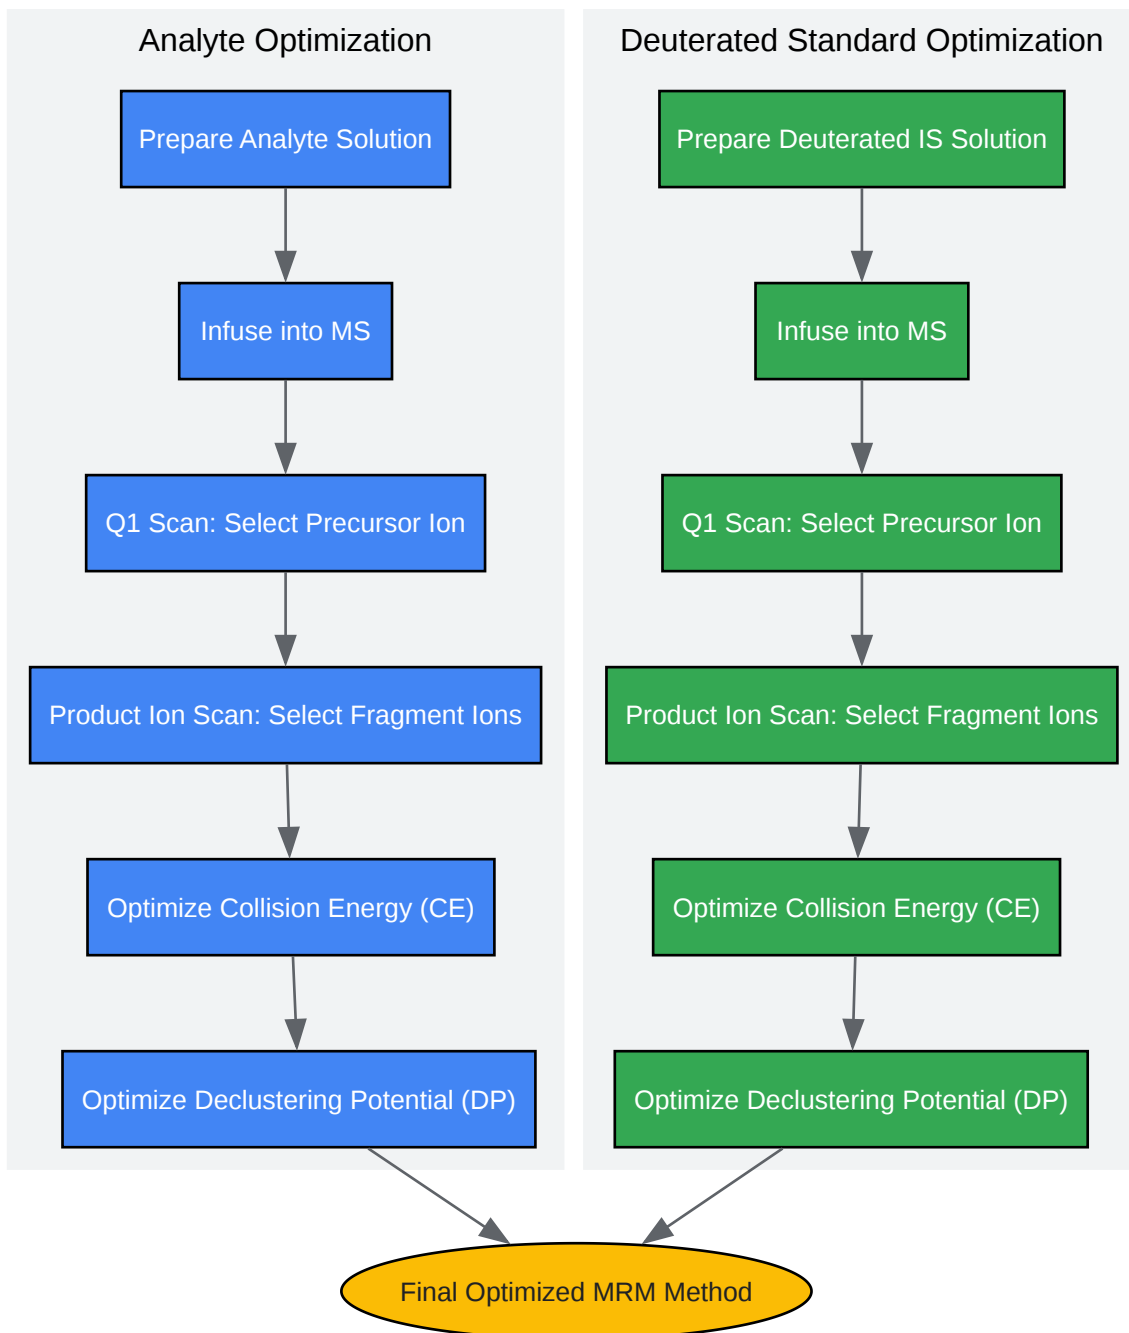 Analyte Optimization
Prepare Analyte Solution
Infuse into MS
Q1 Scan: Select Precursor Ion
Product Ion Scan: Select Fragment Ions
Optimize Collision Energy (CE)
Optimize Declustering Potential (DP)
Deuterated Standard Optimization
Prepare Deuterated IS Solution
Infuse into MS
Q1 Scan: Select Precursor Ion
Product Ion Scan: Select Fragment Ions
Optimize Collision Energy (CE)
Optimize Declustering Potential (DP)
Final Optimized MRM Method